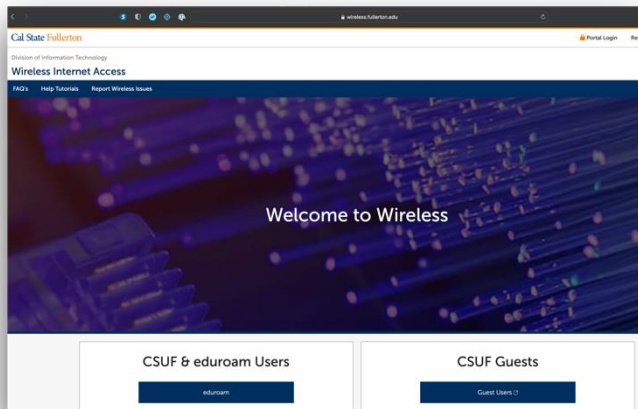 wireless.fullerton.edu
Cal State Fullerton
Portal Login
Division of Information Technology
Wireless Internet Access
FAQ's Help Tutorials Report Wireless Issues
Welcome to Wireless
CSUF & eduroam Users
eduroam
CSUF Guests
Guest Users